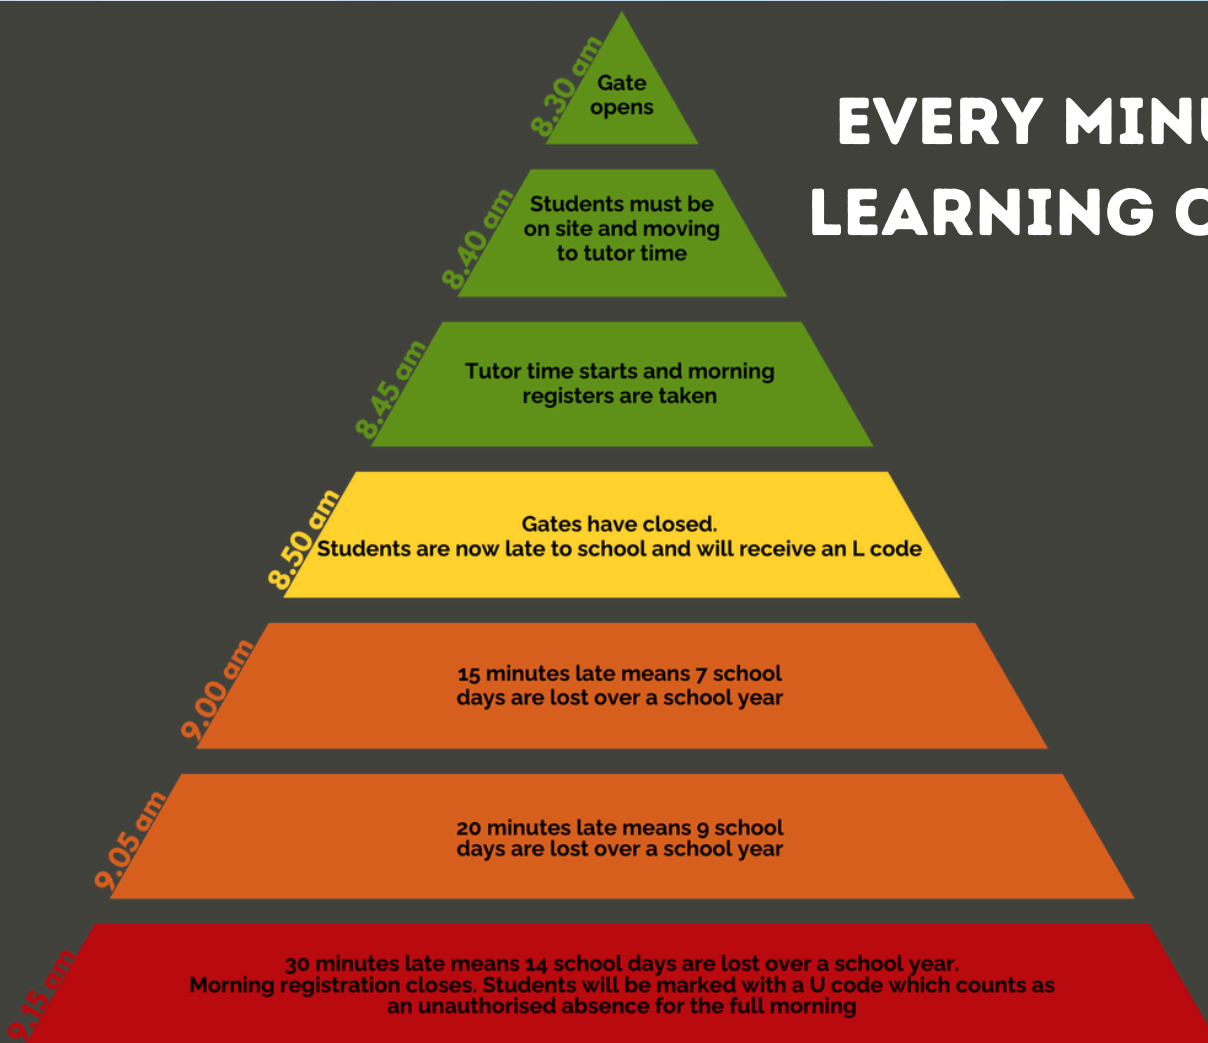 EVERY
LEARNING
8.30 am
Gate
opens
8.40 am
Students must be
on site and moving
to tutor time
8.45 am
Tutor time starts and morning
registers are taken
8.50 am
Gates have closed.
Students are now late to school and will receive an L code
9.00 am
15 minutes late means 7 school
days are lost over a school year
9.05 am
20 minutes late means 9 school
days are lost over a school year
9.15 am
30 minutes late means 14 school days are lost over a school year.
Morning registration closes. Students will be marked with a U code which counts as
an unauthorised absence for the full morning